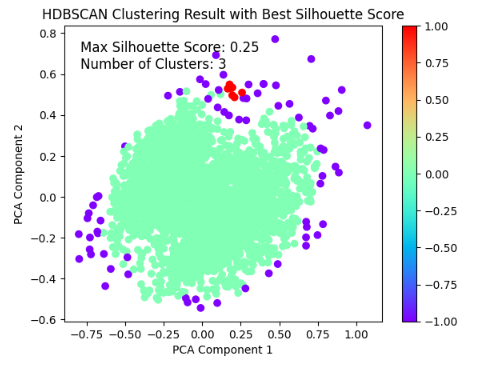 HDBSCAN Clustering Result with Best Silhouette Score
Max Silhouette Score: 0.25
Number of Clusters: 3
0.8
0.6
0.4
0.2
0.0
−0.2
−0.4
−0.6
−0.75 −0.50 −0.25 0.00 0.25 0.50 0.75 1.00
PCA Component 1
PCA Component 2
1.00
0.75
0.50
0.25
0.00
−0.25
−0.50
−0.75
−1.00